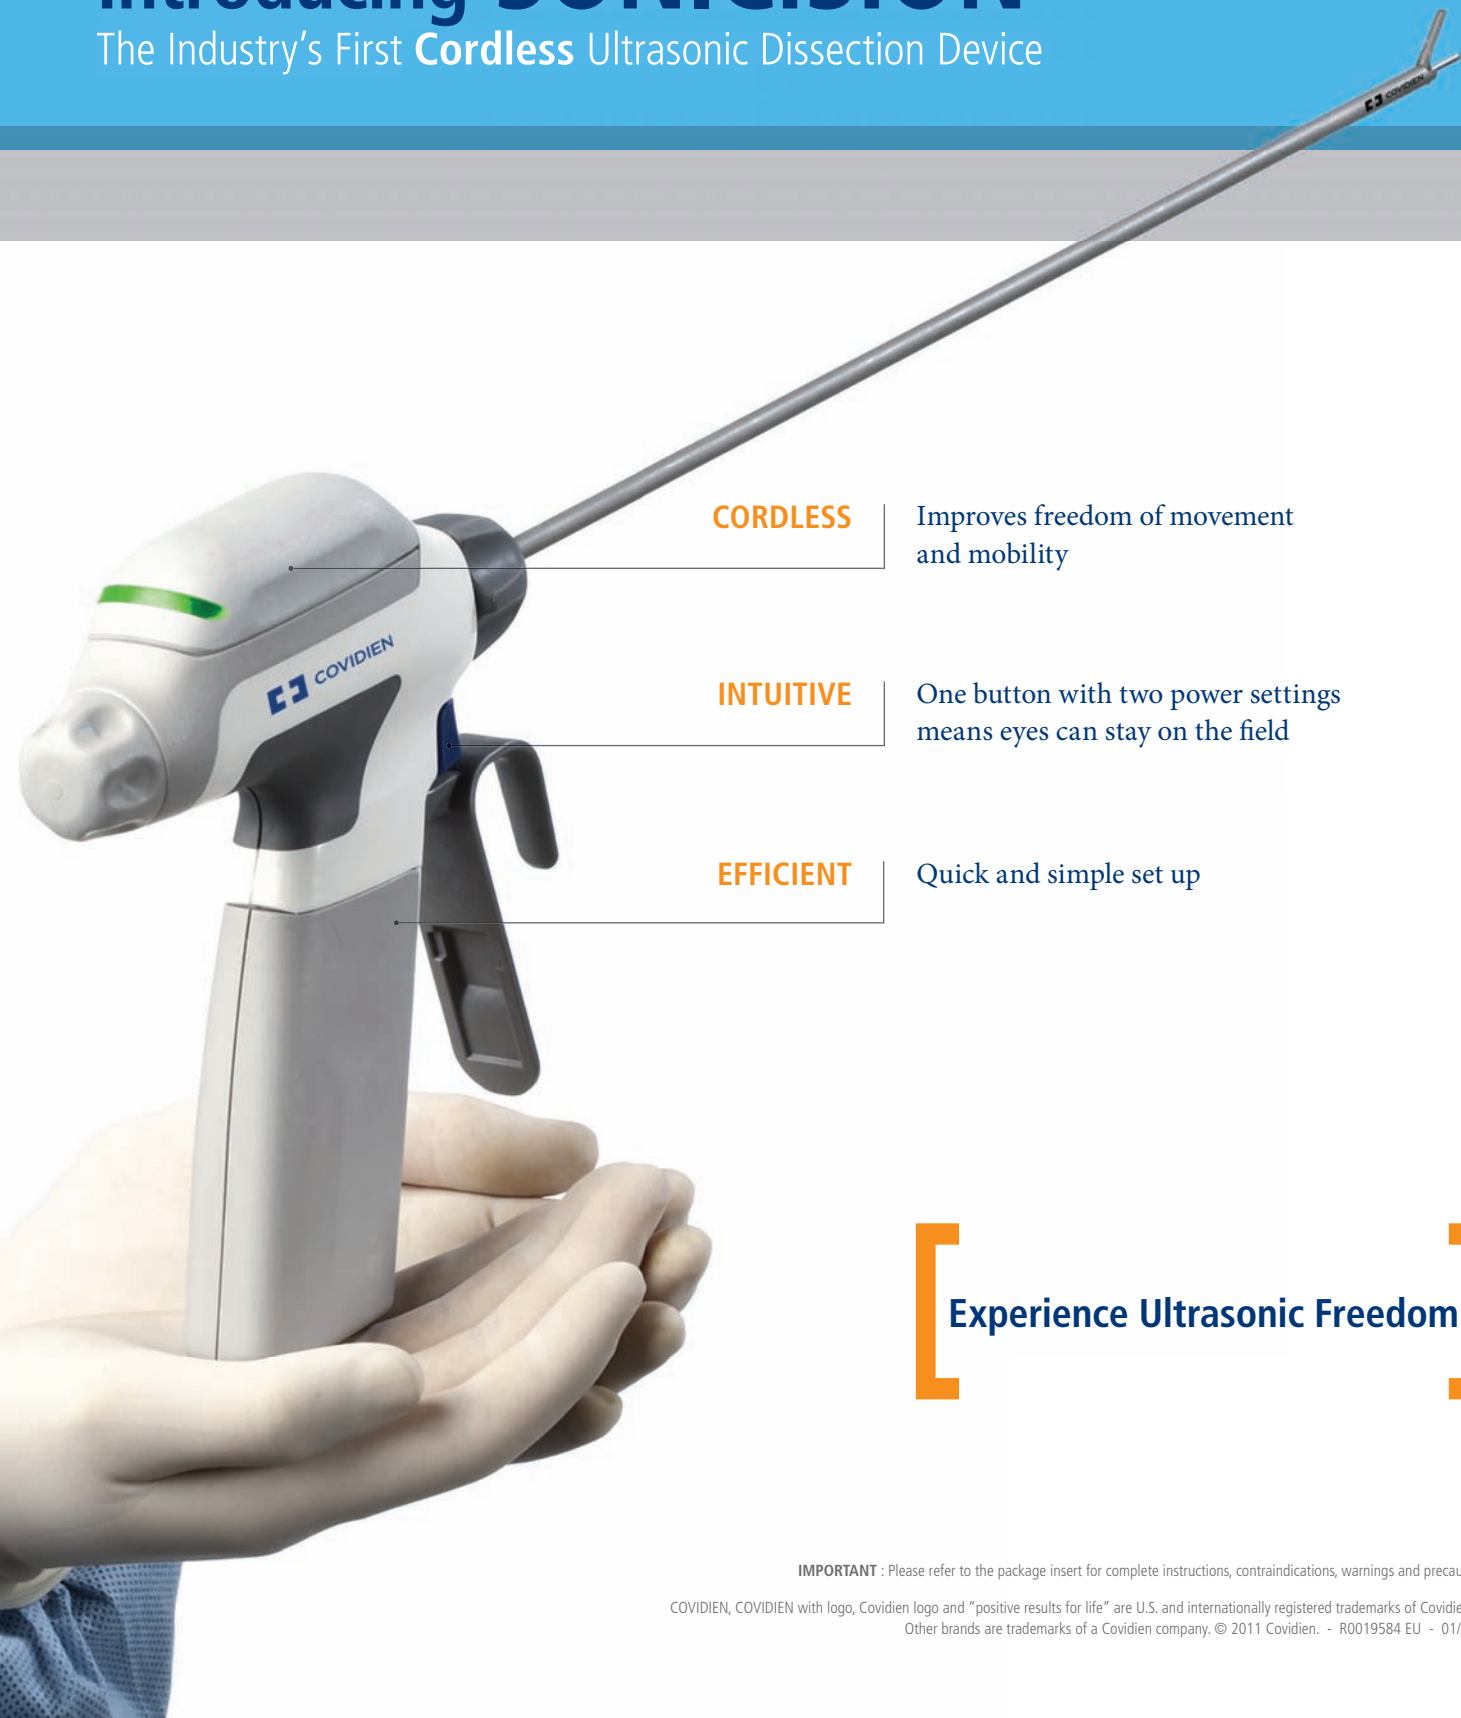 Introducing SONICISION
The Industry's First Cordless Ultrasonic Dissection Device
COVIDIEN
CORDLESS
Improves freedom of movement
and mobility
COVIDIEN
INTUITIVE
One button with two power settings
means eyes can stay on the field
EFFICIENT
Quick and simple set up
Experience Ultrasonic Freedom
IMPORTANT : Please refer to the package insert for complete instructions, contraindications, warnings and precau
COVIDIEN, COVIDIEN with logo, Covidien logo and "positive results for life" are U.S. and internationally registered trademarks of Covidie
Other brands are trademarks of a Covidien company. © 2011 Covidien. - R0019584 EU - 01/